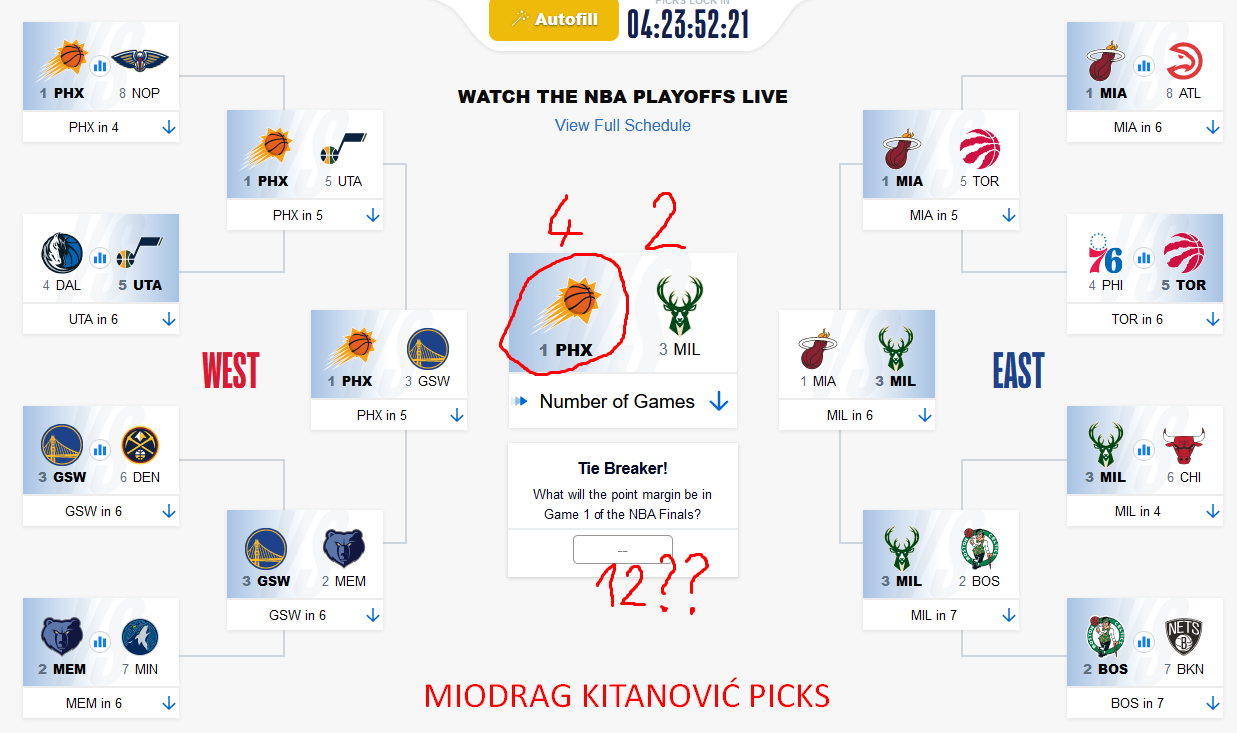 PICKS LOCK IN
Autofill
04:23:52:21
WATCH THE NBA PLAYOFFS LIVE
View Full Schedule
1 PHX 8 NOP
PHX in 4
4 DAL 5 UTA
UTA in 6
3 GSW 6 DEN
GSW in 6
2 MEM 7 MIN
MEM in 6
1 PHX 5 UTA
PHX in 5
3 GSW 2 MEM
GSW in 6
WEST
1 PHX 3 GSW
PHX in 5
4 2
1 PHX 3 MIL
Number of Games
Tie Breaker!
What will the point margin be in
Game 1 of the NBA Finals?
--
12??
1 MIA 3 MIL
MIL in 6
EAST
1 MIA 5 TOR
MIA in 5
3 MIL 2 BOS
MIL in 7
1 MIA 8 ATL
MIA in 6
76
4 PHI 5 TOR
TOR in 6
3 MIL 6 CHI
MIL in 4
NETS
B
2 BOS 7 BKN
BOS in 7
MIODRAG KITANOVIĆ PICKS